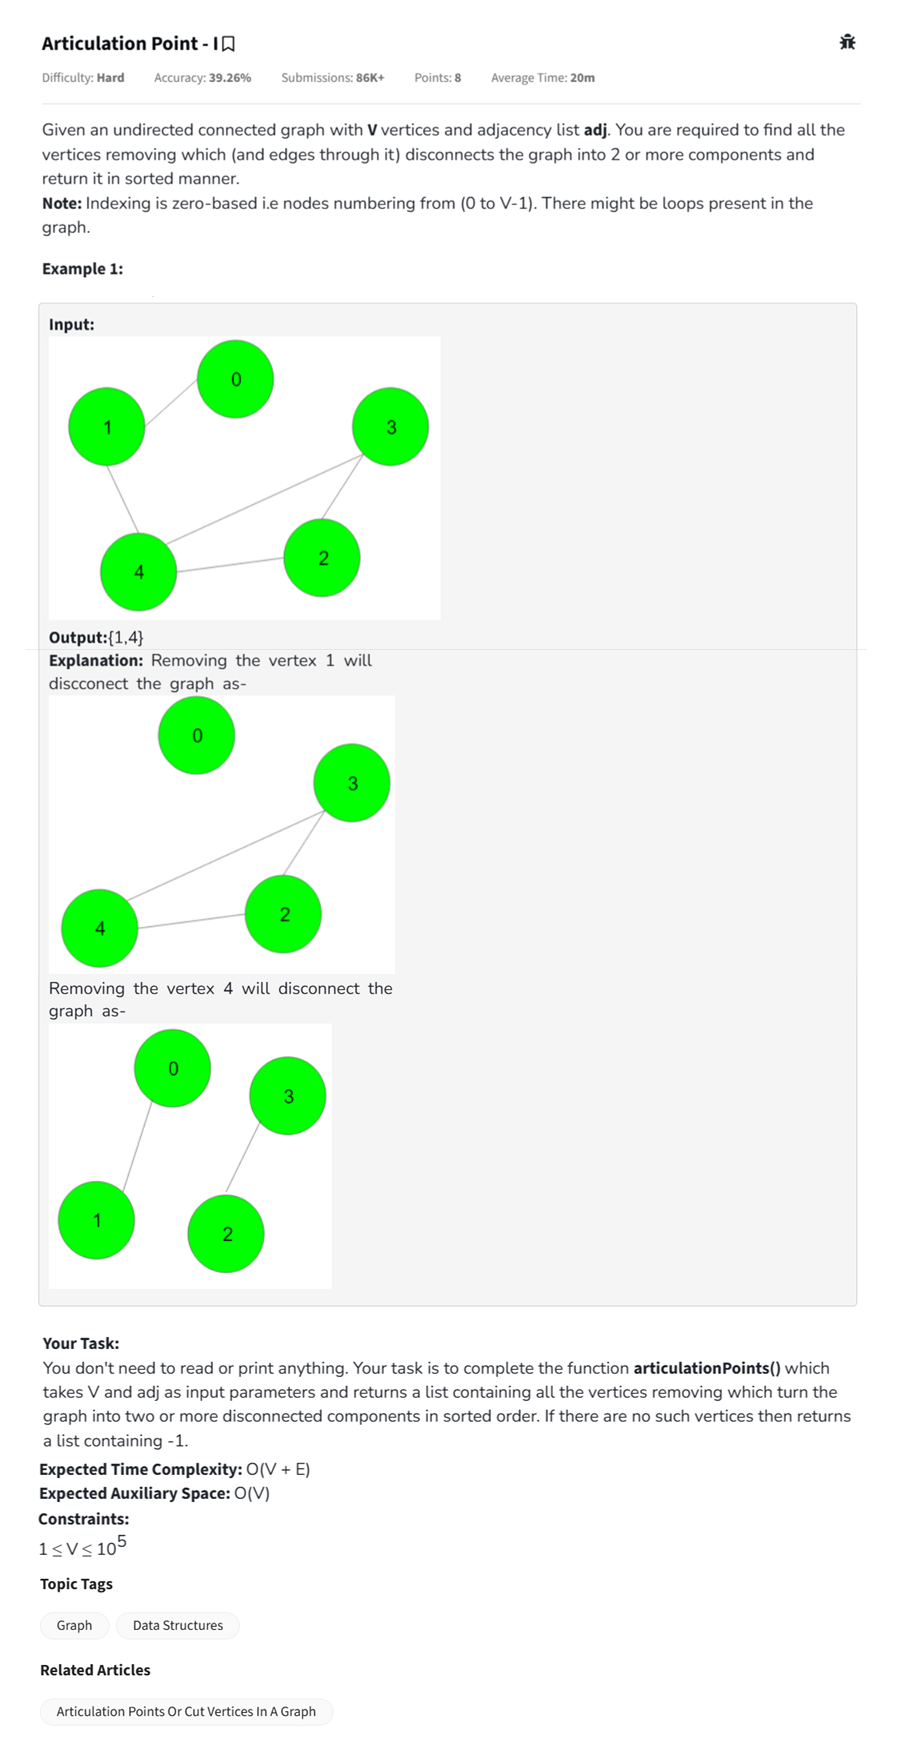 Articulation Point - I
Difficulty: Hard Accuracy: 39.26% Submissions: 86K+ Points: 8 Average Time: 20m
Given an undirected connected graph with V vertices and adjacency list adj. You are required to find all the
vertices removing which (and edges through it) disconnects the graph into 2 or more components and
return it in sorted manner.
Note: Indexing is zero-based i.e nodes numbering from (0 to V-1). There might be loops present in the
graph.
Example 1:
Input:
0
1
3
2
4
Output:{1,4}
Explanation: Removing the vertex 1 will
discconect the graph as-
0
3
2
4
Removing the vertex 4 will disconnect the
graph as-
0
3
1
2
Your Task:
You don't need to read or print anything. Your task is to complete the function articulationPoints() which
takes V and adj as input parameters and returns a list containing all the vertices removing which turn the
graph into two or more disconnected components in sorted order. If there are no such vertices then returns
a list containing -1.
Expected Time Complexity: O(V + E)
Expected Auxiliary Space: O(V)
Constraints:
1 ≤ V ≤ 10⁵
Topic Tags
Graph Data Structures
Related Articles
Articulation Points Or Cut Vertices In A Graph